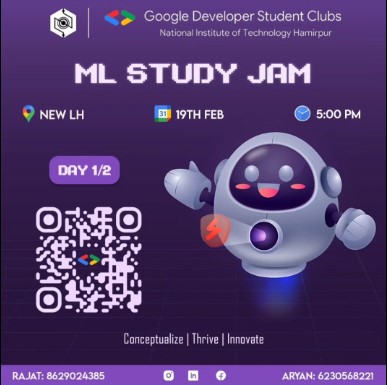 Google Developer Student Clubs
National Institute of Technology Hamirpur
ML STUDY JAM
NEW LH
31 19TH FEB
5:00 PM
DAY 1/2
Conceptualize | Thrive | Innovate
RAJAT: 8629024385
ARYAN: 6230568221